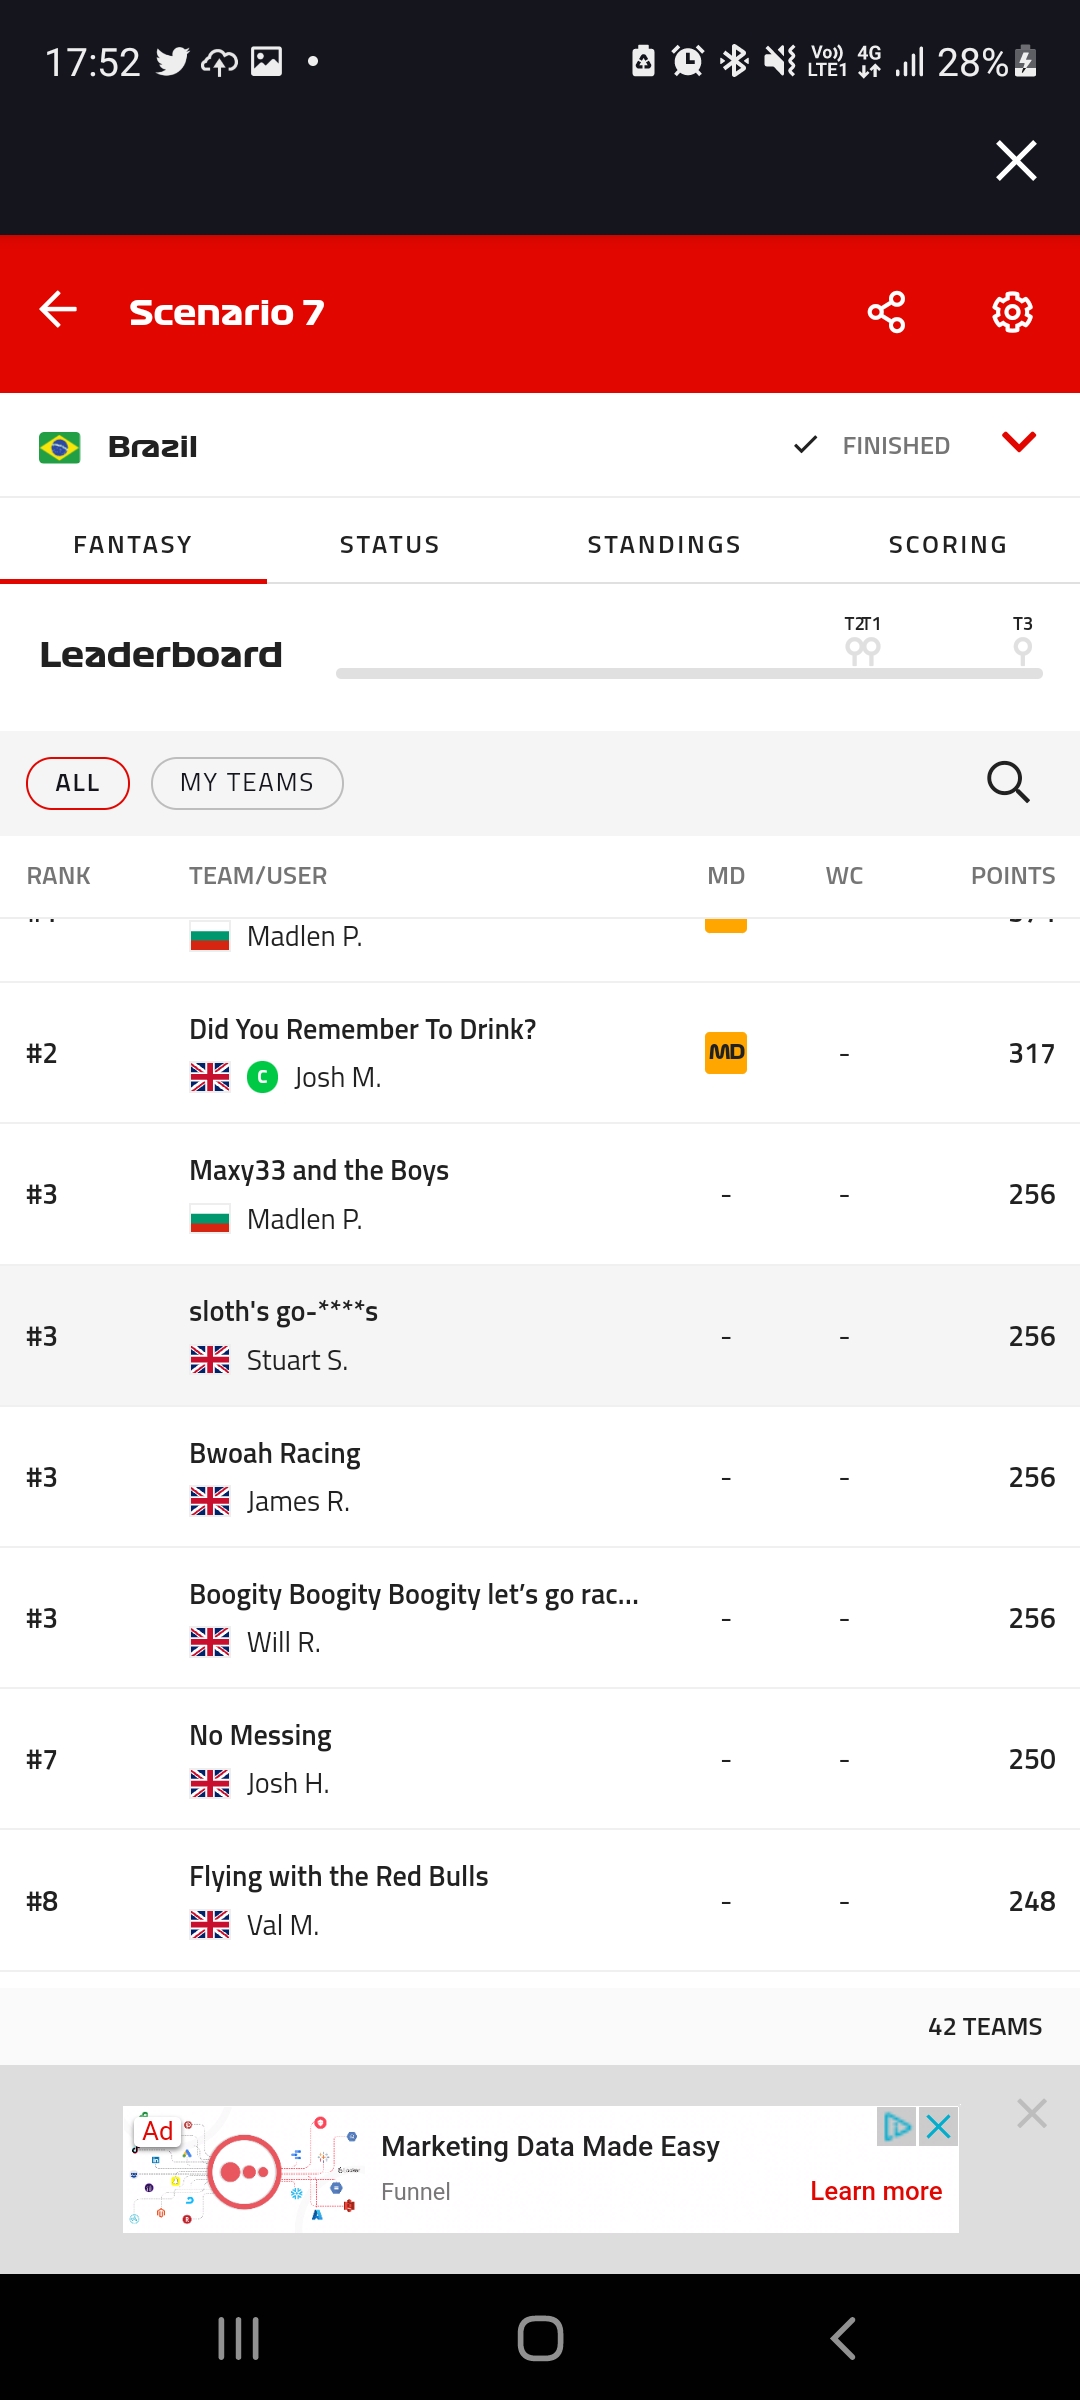 17:52 Vo)) LTE1 4G 28%
Scenario 7
Brazil FINISHED
FANTASY STATUS STANDINGS SCORING
Leaderboard T2T1 T3
ALL MY TEAMS
RANK TEAM/USER MD WC POINTS
Madlen P.
Did You Remember To Drink?
#2 MD - 317
C Josh M.
Maxy33 and the Boys
#3 - - 256
Madlen P.
sloth's go-****s
#3 - - 256
Stuart S.
Bwoah Racing
#3 - - 256
James R.
Boogity Boogity Boogity let’s go rac...
#3 - - 256
Will R.
No Messing
#7 - - 250
Josh H.
Flying with the Red Bulls
#8 - - 248
Val M.
42 TEAMS
Ad
Marketing Data Made Easy
Funnel Learn more